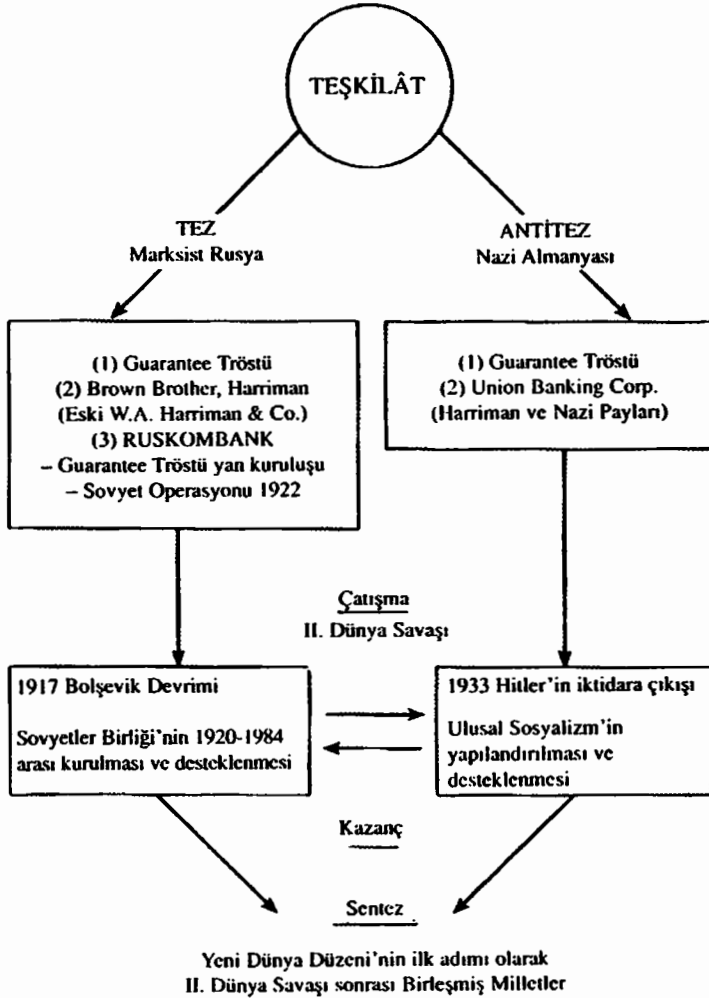 TEŞKİLÂT
TEZ
Marksist Rusya
ANTİTEZ
Nazi Almanyası
(1) Guarantee Tröstü
(2) Brown Brother, Harriman
(Eski W.A. Harriman & Co.)
(3) RUSKOMBANK
– Guarantee Tröstü yan kuruluşu
– Sovyet Operasyonu 1922
(1) Guarantee Tröstü
(2) Union Banking Corp.
(Harriman ve Nazi Payları)
Çatışma
II. Dünya Savaşı
1917 Bolşevik Devrimi
Sovyetler Birliği'nin 1920-1984
arası kurulması ve desteklenmesi
1933 Hitler'in iktidara çıkışı
Ulusal Sosyalizm'in
yapılandırılması ve
desteklenmesi
Kazanç
Sentez
Yeni Dünya Düzeni'nin ilk adımı olarak
II. Dünya Savaşı sonrası Birleşmiş Milletler